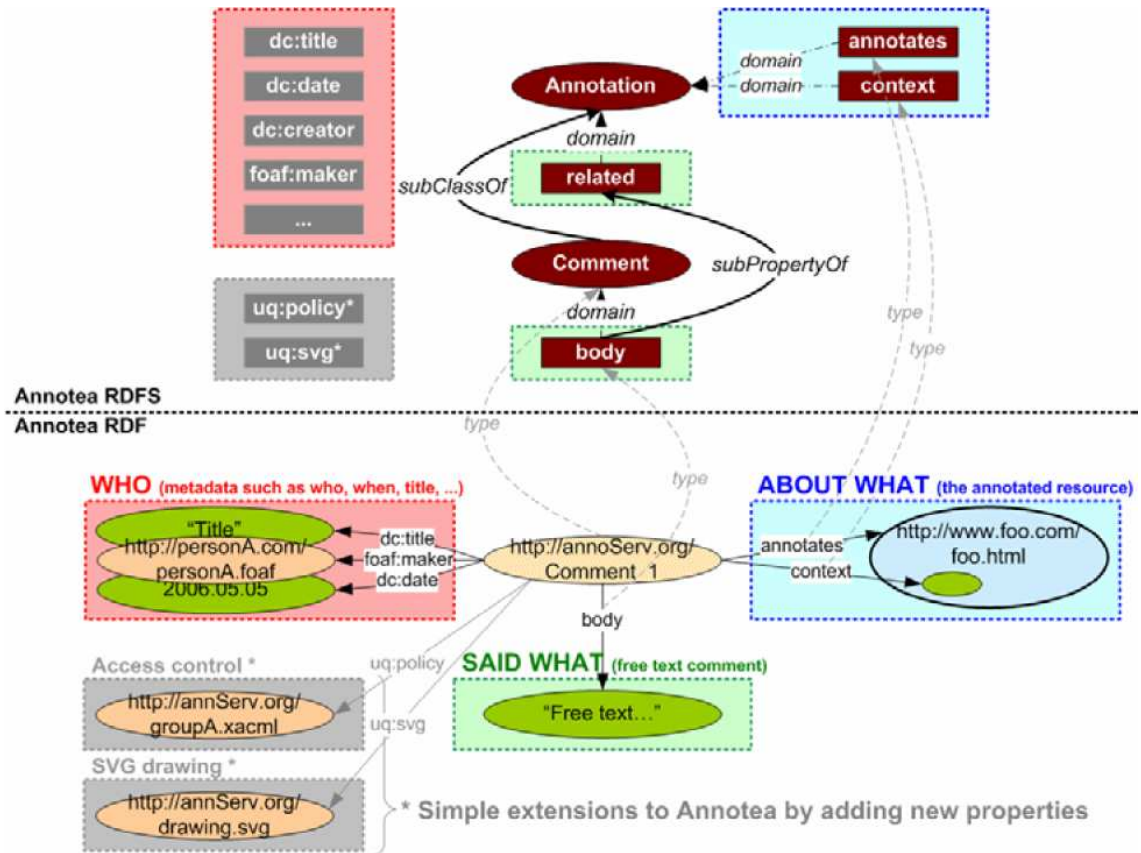 dc:title
dc:date
dc:creator
foaf:maker
...
uq:policy*
uq:svg*
Annotation
domain
domain
annotates
context
domain
related
subClassOf
Comment
subPropertyOf
domain
body
type
type
Annotea RDFS
Annotea RDF
type
type
WHO (metadata such as who, when, title, ...)
"Title"
http://personA.com/
personA.foaf
2006.05.05
dc:title
foaf:maker
dc:date
http://annoServ.org/
Comment_1
ABOUT WHAT (the annotated resource)
annotates
context
http://www.foo.com/
foo.html
body
SAID WHAT (free text comment)
"Free text..."
uq:policy
uq:svg
Access control *
http://annServ.org/
groupA.xacml
SVG drawing *
http://annServ.org/
drawing.svg
* Simple extensions to Annotea by adding new properties